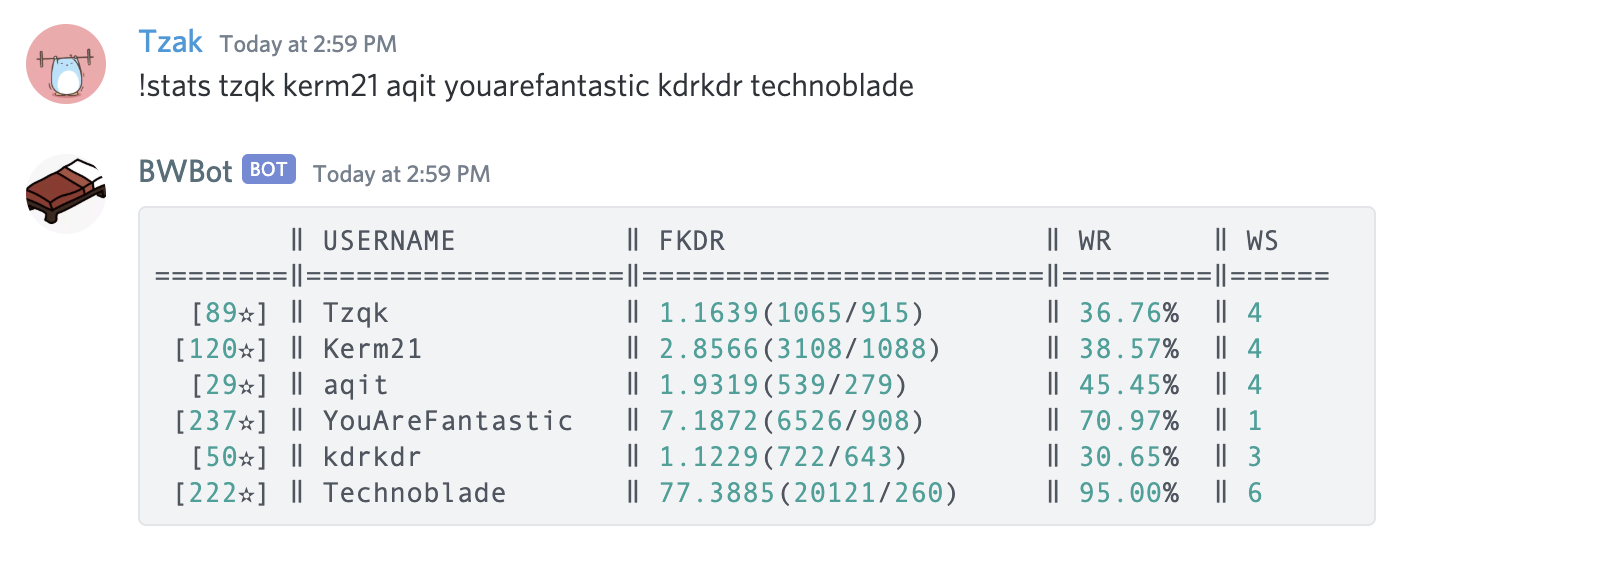 Tzak Today at 2:59 PM
!stats tzqk kerm21 aqit youarefantastic kdrkdr technoblade
BWBot BOT Today at 2:59 PM
‖ USERNAME ‖ FKDR ‖ WR ‖ WS
========‖===================‖========================‖=========‖======
[89☆] ‖ Tzqk ‖ 1.1639(1065/915) ‖ 36.76% ‖ 4
[120☆] ‖ Kerm21 ‖ 2.8566(3108/1088) ‖ 38.57% ‖ 4
[29☆] ‖ aqit ‖ 1.9319(539/279) ‖ 45.45% ‖ 4
[237☆] ‖ YouAreFantastic ‖ 7.1872(6526/908) ‖ 70.97% ‖ 1
[50☆] ‖ kdrkdr ‖ 1.1229(722/643) ‖ 30.65% ‖ 3
[222☆] ‖ Technoblade ‖ 77.3885(20121/260) ‖ 95.00% ‖ 6